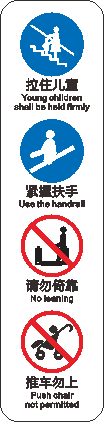 拉住儿童
Young children
shall be held firmly
紧握扶手
Use the handrail
请勿倚靠
No leaning
推车勿上
Push chair
not permitted